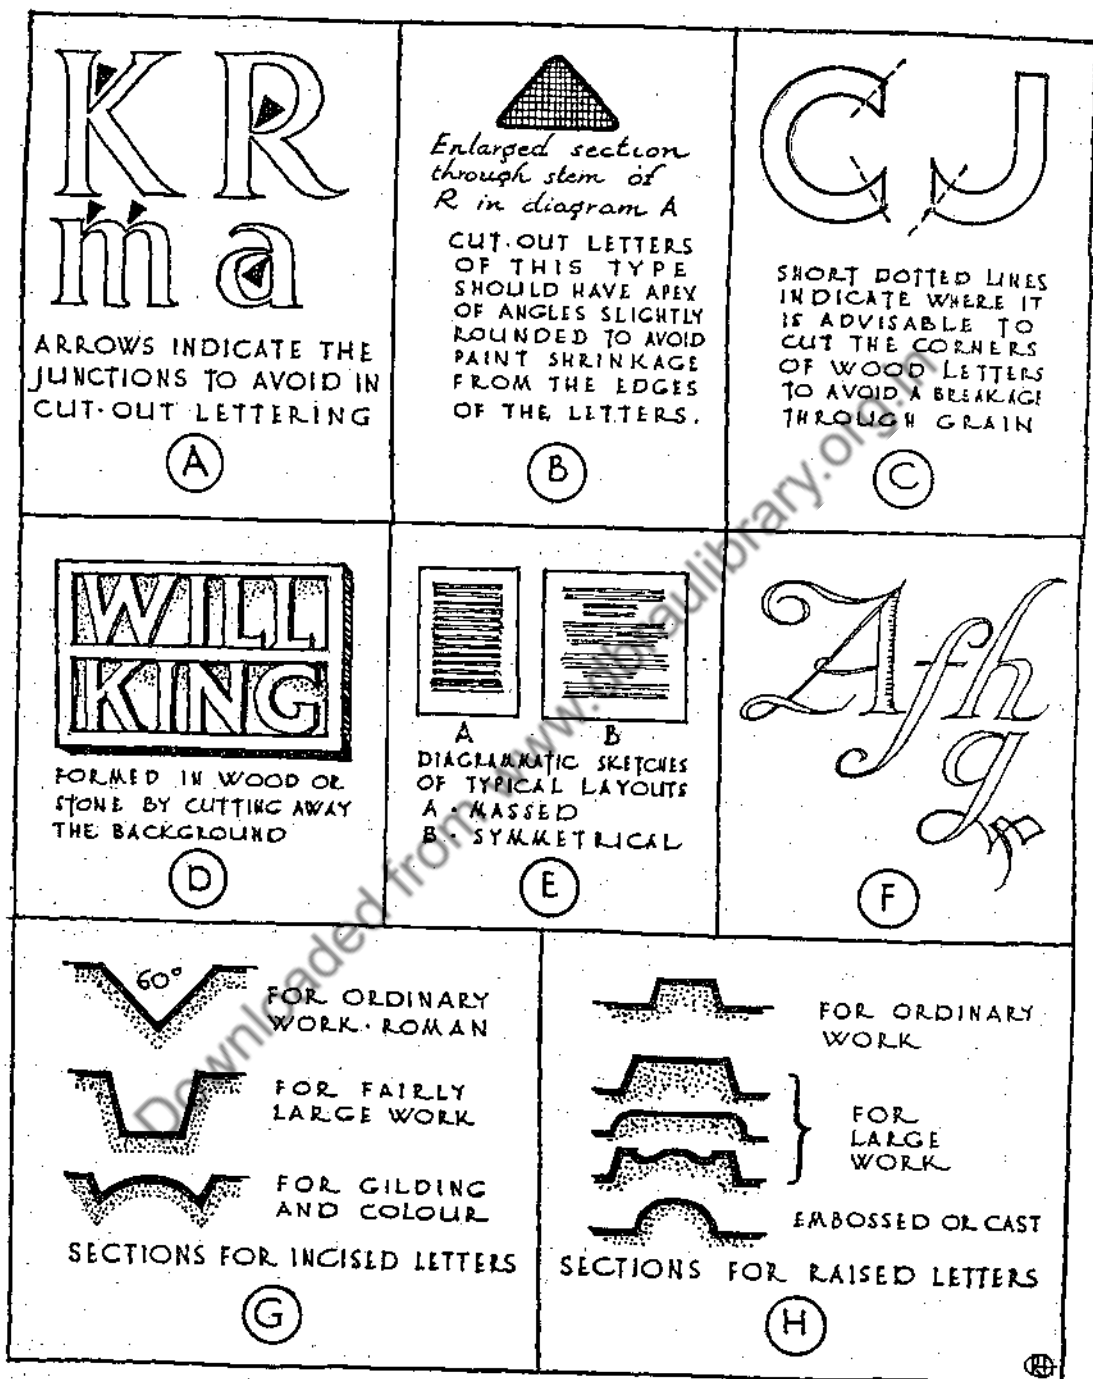 K R
m a
ARROWS INDICATE THE
JUNCTIONS TO AVOID IN
CUT·OUT LETTERING
A
Enlarged section
through stem of
R in diagram A
CUT·OUT LETTERS
OF THIS TYPE
SHOULD HAVE APEX
OF ANGLES SLIGHTLY
ROUNDED TO AVOID
PAINT SHRINKAGE
FROM THE EDGES
OF THE LETTERS.
B
C J
SHORT DOTTED LINES
INDICATE WHERE IT
IS ADVISABLE TO
CUT THE CORNERS
OF WOOD LETTERS
TO AVOID A BREAKAGE
THROUGH GRAIN
C
WILL
KING
FORMED IN WOOD OR
STONE BY CUTTING AWAY
THE BACKGROUND
D
A B
DIAGRAMMATIC SKETCHES
OF TYPICAL LAYOUTS
A · MASSED
B · SYMMETRICAL
E
A f h
g
F
60°
FOR ORDINARY
WORK · ROMAN
FOR FAIRLY
LARGE WORK
FOR GILDING
AND COLOUR
SECTIONS FOR INCISED LETTERS
G
FOR ORDINARY
WORK
FOR
LARGE
WORK
EMBOSSED OR CAST
SECTIONS FOR RAISED LETTERS
H
Downloaded from www.dbraulibrary.org.in